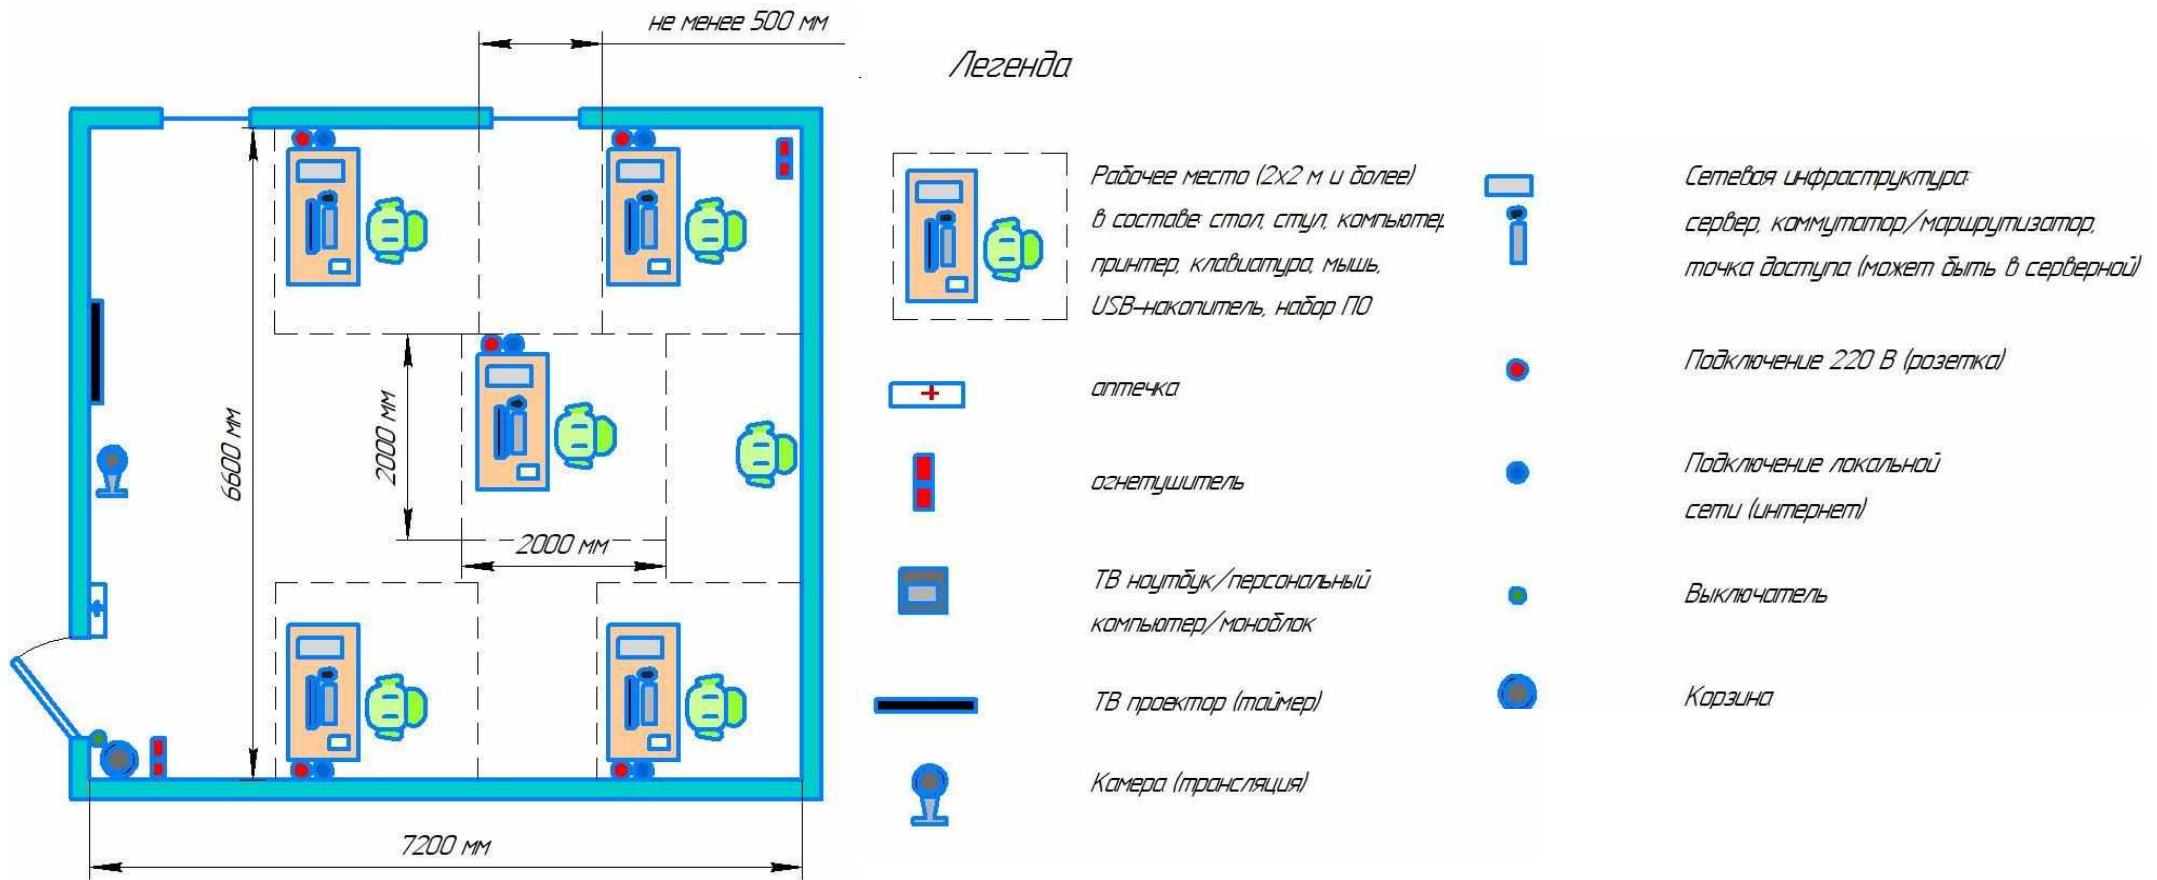 не менее 500 мм
6600 мм
2000 мм
2000 мм
7200 мм
Легенда
Рабочее место (2х2 м и более)
в составе: стол, стул, компьютер
принтер, клавиатура, мышь,
USB-накопитель, набор ПО
аптечка
огнетушитель
ТВ ноутбук/персональный
компьютер/моноблок
ТВ проектор (таймер)
Камера (трансляция)
Сетевая инфраструктура:
сервер, коммутатор/маршрутизатор,
точка доступа (может быть в серверной)
Подключение 220 В (розетка)
Подключение локальной
сети (интернет)
Выключатель
Корзина